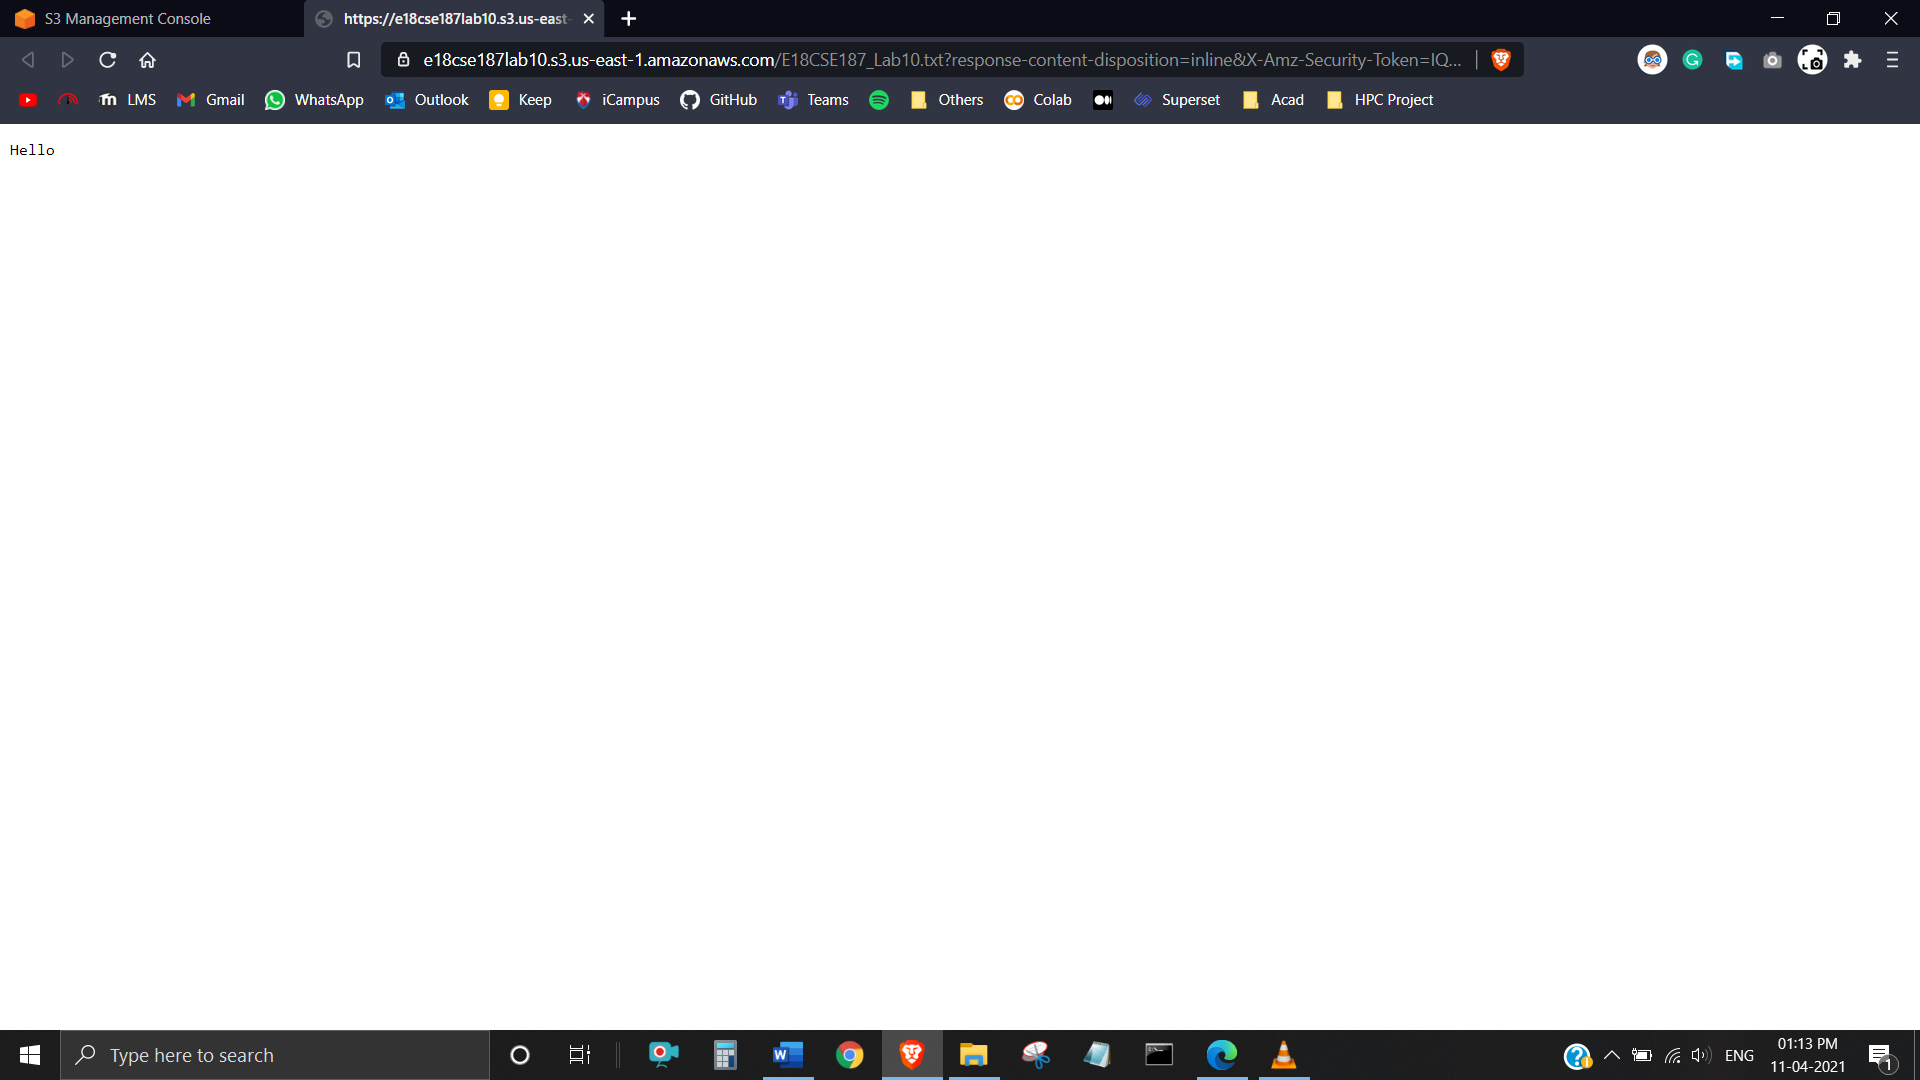 S3 Management Console
https://e18cse187lab10.s3.us-east-
e18cse187lab10.s3.us-east-1.amazonaws.com/E18CSE187_Lab10.txt?response-content-disposition=inline&X-Amz-Security-Token=IQ...
LMS Gmail WhatsApp Outlook Keep iCampus GitHub Teams Others Colab Superset Acad HPC Project
Hello
Type here to search
ENG
01:13 PM
11-04-2021
1